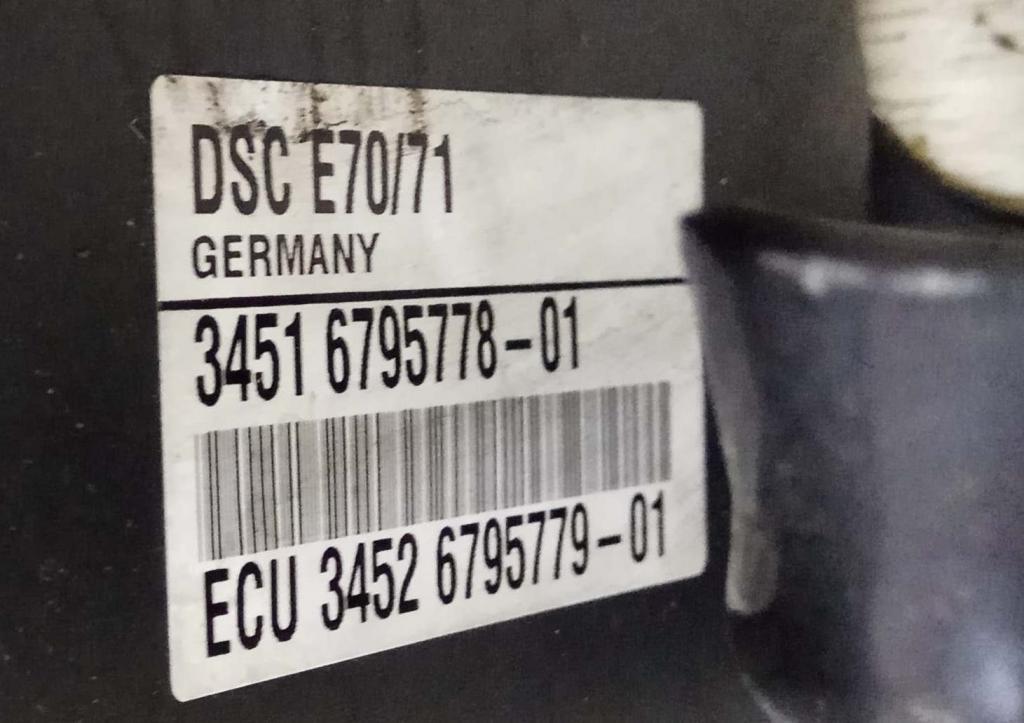 DSC E70/71
GERMANY
3451 6795778-01
ECU 3452 6795779-01